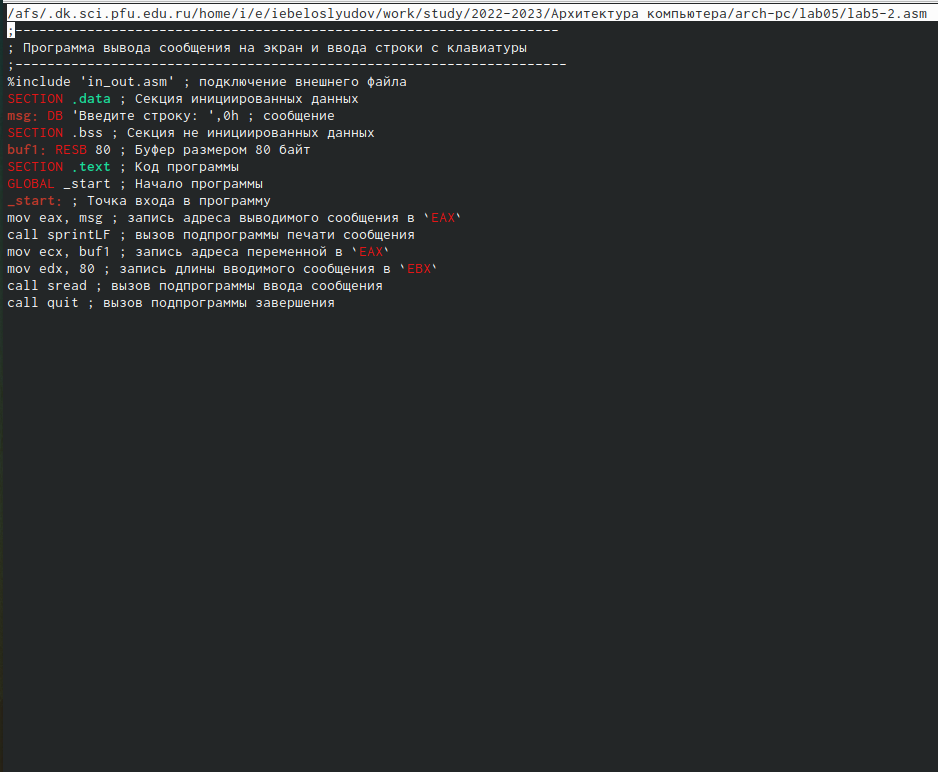 /afs/.dk.sci.pfu.edu.ru/home/i/e/iebeloslyudov/work/study/2022-2023/Архитектура компьютера/arch-pc/lab05/lab5-2.asm
;--------------------------------------------------------------------
; Программа вывода сообщения на экран и ввода строки с клавиатуры
;---------------------------------------------------------------------
%include 'in_out.asm' ; подключение внешнего файла
SECTION .data ; Секция инициированных данных
msg: DB 'Введите строку: ',0h ; сообщение
SECTION .bss ; Секция не инициированных данных
buf1: RESB 80 ; Буфер размером 80 байт
SECTION .text ; Код программы
GLOBAL _start ; Начало программы
_start: ; Точка входа в программу
mov eax, msg ; запись адреса выводимого сообщения в `EAX`
call sprintLF ; вызов подпрограммы печати сообщения
mov ecx, buf1 ; запись адреса переменной в `EAX`
mov edx, 80 ; запись длины вводимого сообщения в `EBX`
call sread ; вызов подпрограммы ввода сообщения
call quit ; вызов подпрограммы завершения